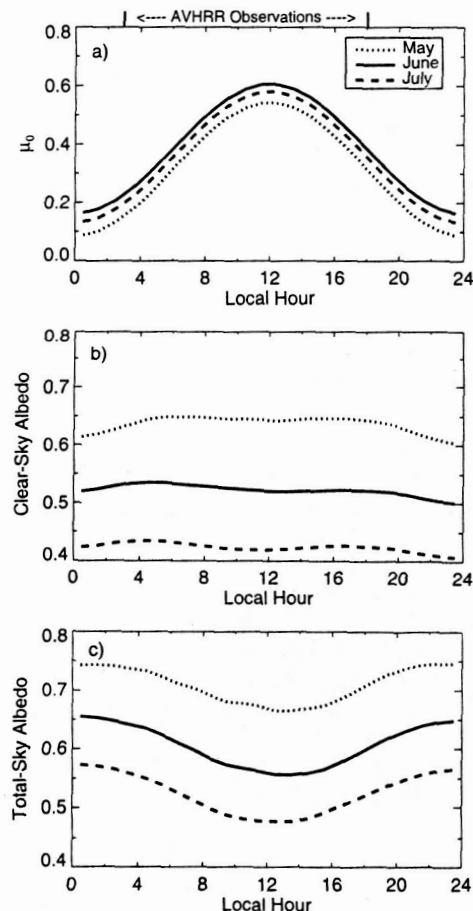 <---- AVHRR Observations ---->
a)
May
June
July
0.8
0.6
0.4
0.2
0.0
μ0
0 4 8 12 16 20 24
Local Hour
b)
0.8
0.7
0.6
0.5
0.4
Clear-Sky Albedo
0 4 8 12 16 20 24
Local Hour
c)
0.8
0.7
0.6
0.5
0.4
Total-Sky Albedo
0 4 8 12 16 20 24
Local Hour